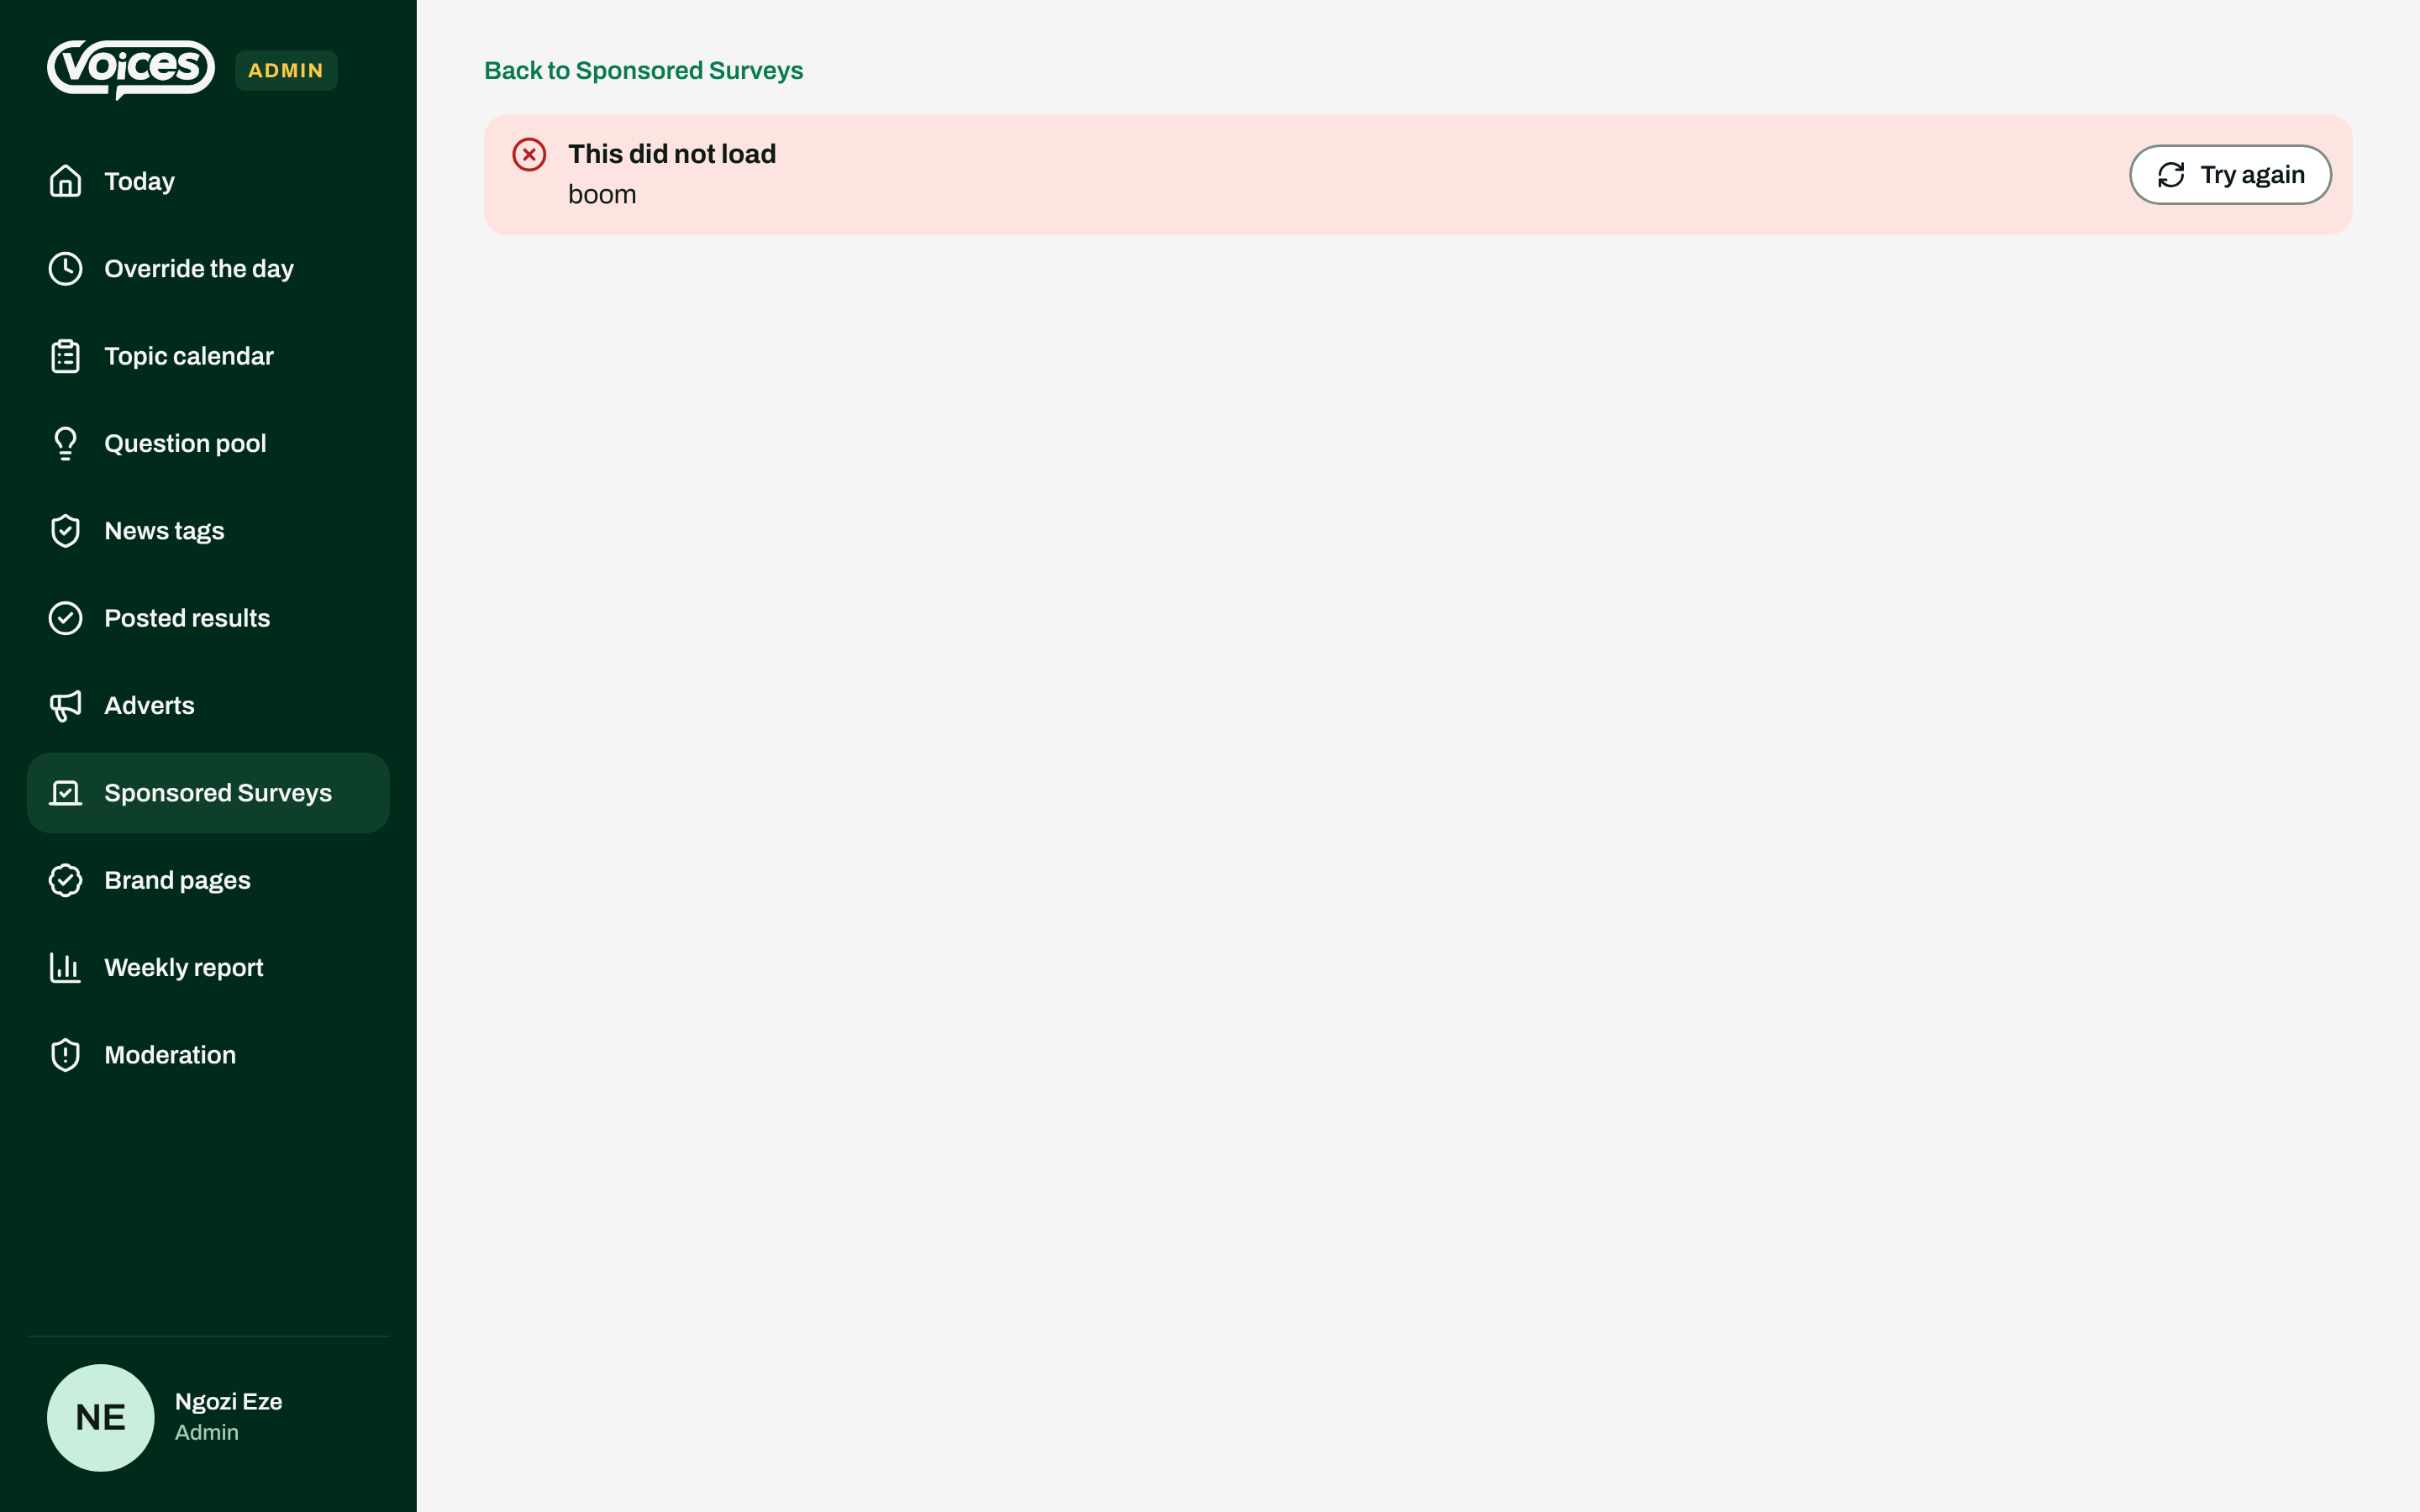 Voices
ADMIN
Today
Override the day
Topic calendar
Question pool
News tags
Posted results
Adverts
Sponsored Surveys
Brand pages
Weekly report
Moderation
NE
Ngozi Eze
Admin
Back to Sponsored Surveys
This did not load
boom
Try again